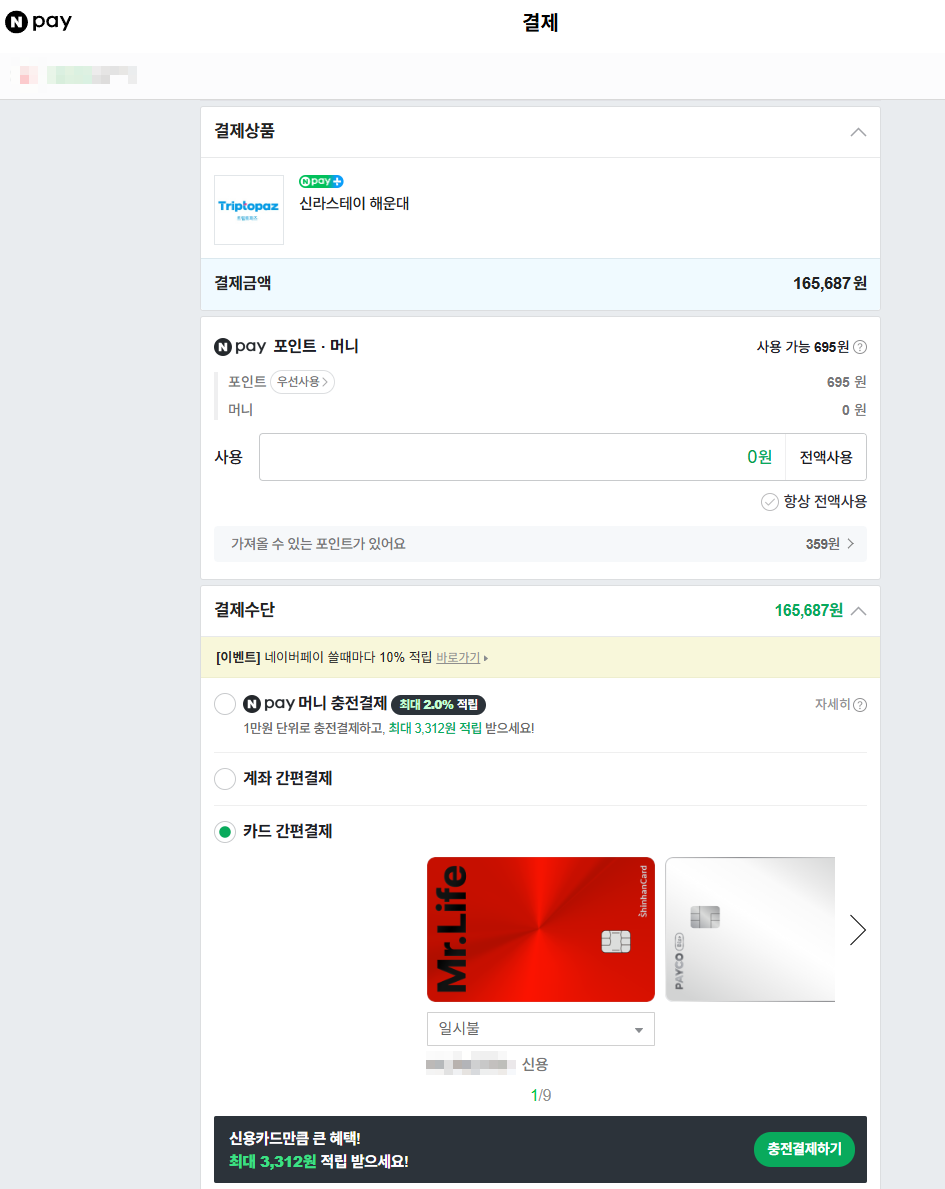 N pay
결제
결제상품
N pay +
신라스테이 해운대
Triptopaz
트립토파즈
결제금액 165,687원
N pay 포인트 · 머니 사용 가능 695원 ?
포인트 우선사용 > 695 원
머니 0 원
사용 0원 전액사용
항상 전액사용
가져올 수 있는 포인트가 있어요 359원 >
결제수단 165,687원
[이벤트] 네이버페이 쓸때마다 10% 적립 바로가기
N pay 머니 충전결제 최대 2.0% 적립 자세히 ?
1만원 단위로 충전결제하고, 최대 3,312원 적립 받으세요!
계좌 간편결제
카드 간편결제
Mr.Life
ShinhanCard
PAYCO
일시불
신용
1/9
신용카드만큼 큰 혜택!
최대 3,312원 적립 받으세요!
충전결제하기